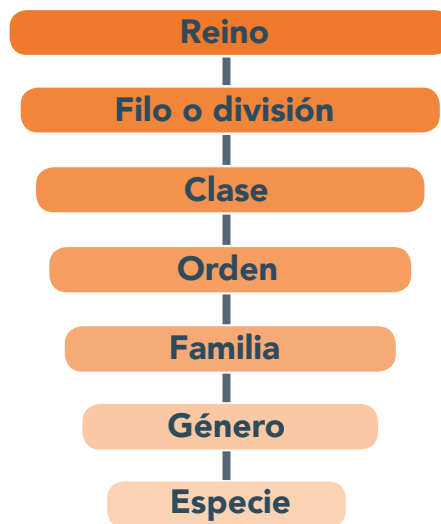 Reino
Filo o división
Clase
Orden
Familia
Género
Especie